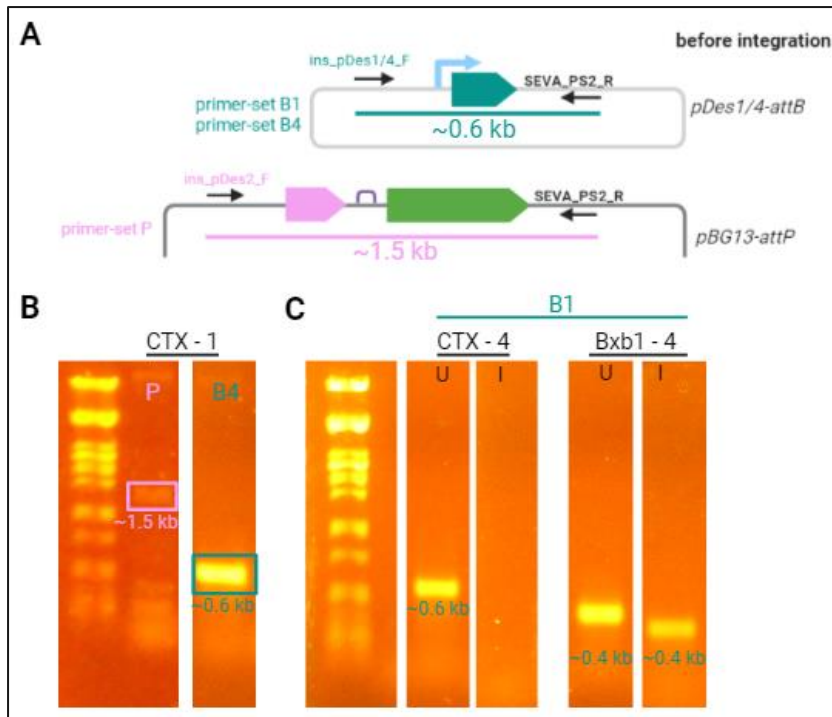 A
before integration
ins_pDes1/4_F
SEVA_PS2_R
primer-set B1
primer-set B4
~0.6 kb
pDes1/4-attB
ins_pDes2_F
SEVA_PS2_R
primer-set P
~1.5 kb
pBG13-attP
B
C
B1
CTX - 1
CTX - 4
Bxb1 - 4
P
B4
U
I
U
I
~1.5 kb
~0.6 kb
~0.6 kb
~0.4 kb
~0.4 kb